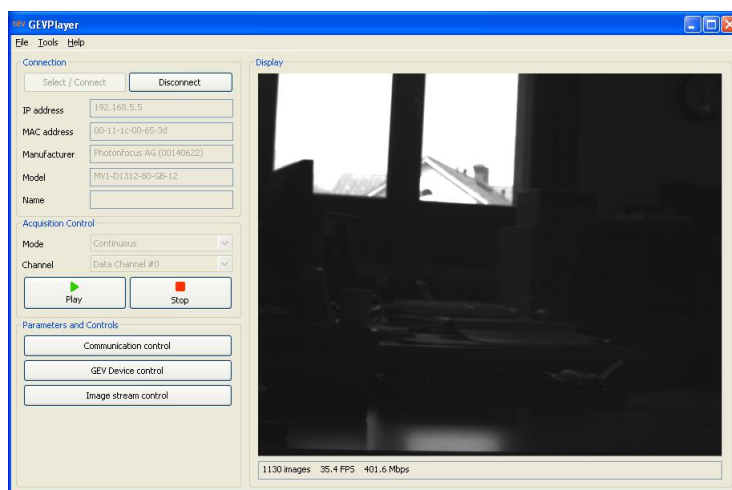 GEV GEVPlayer
File Tools Help
Connection
Select / Connect Disconnect
IP address 192.168.5.5
MAC address 00-11-1c-00-65-3d
Manufacturer Photonfocus AG (00140622)
Model MV1-D1312-80-GB-12
Name
Acquisition Control
Mode Continuous
Channel Data Channel #0
Play Stop
Parameters and Controls
Communication control
GEV Device control
Image stream control
Display
1130 images 35.4 FPS 401.6 Mbps